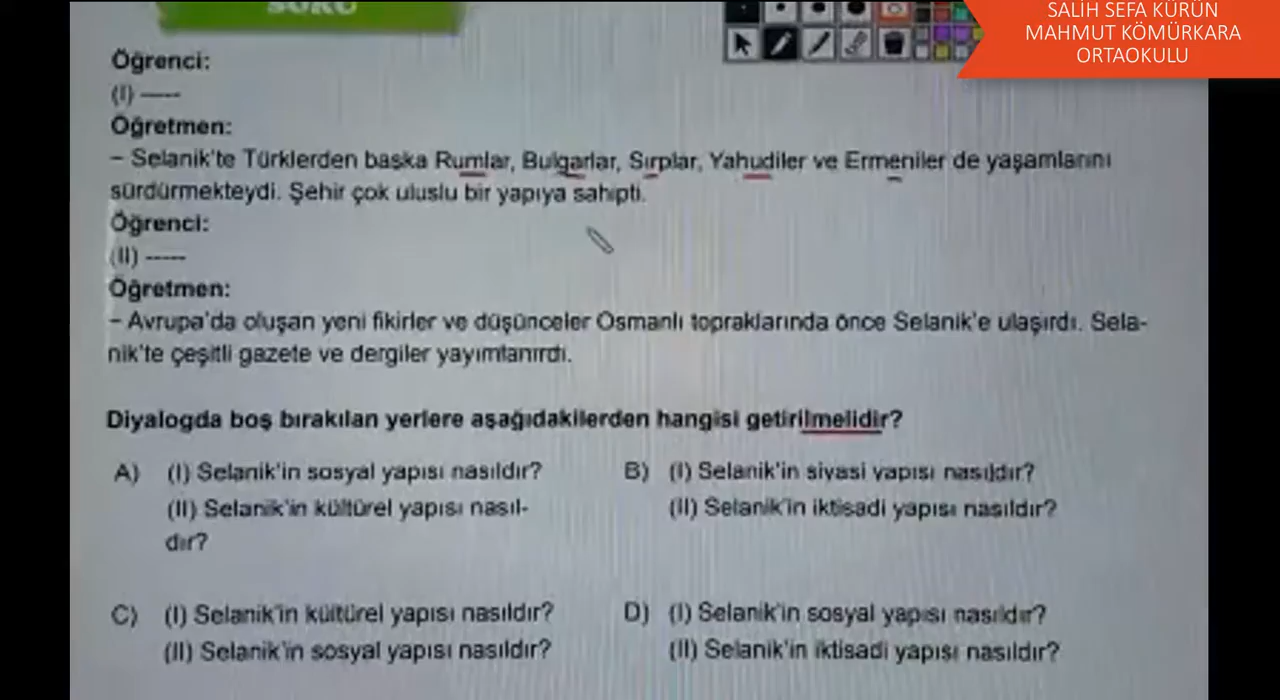 SORU
SALİH SEFA KÜRÜN
MAHMUT KÖMÜRKARA
ORTAOKULU
Öğrenci:
(I) -----
Öğretmen:
– Selanik'te Türklerden başka Rumlar, Bulgarlar, Sırplar, Yahudiler ve Ermeniler de yaşamlarını
sürdürmekteydi. Şehir çok uluslu bir yapıya sahipti.
Öğrenci:
(II) -----
Öğretmen:
– Avrupa'da oluşan yeni fikirler ve düşünceler Osmanlı topraklarında önce Selanik'e ulaşırdı. Sela-
nik'te çeşitli gazete ve dergiler yayımlanırdı.
Diyalogda boş bırakılan yerlere aşağıdakilerden hangisi getirilmelidir?
A) (I) Selanik'in sosyal yapısı nasıldır?
(II) Selanik'in kültürel yapısı nasıl-
dır?
B) (I) Selanik'in siyasi yapısı nasıldır?
(II) Selanik'in iktisadi yapısı nasıldır?
C) (I) Selanik'in kültürel yapısı nasıldır?
(II) Selanik'in sosyal yapısı nasıldır?
D) (I) Selanik'in sosyal yapısı nasıldır?
(II) Selanik'in iktisadi yapısı nasıldır?